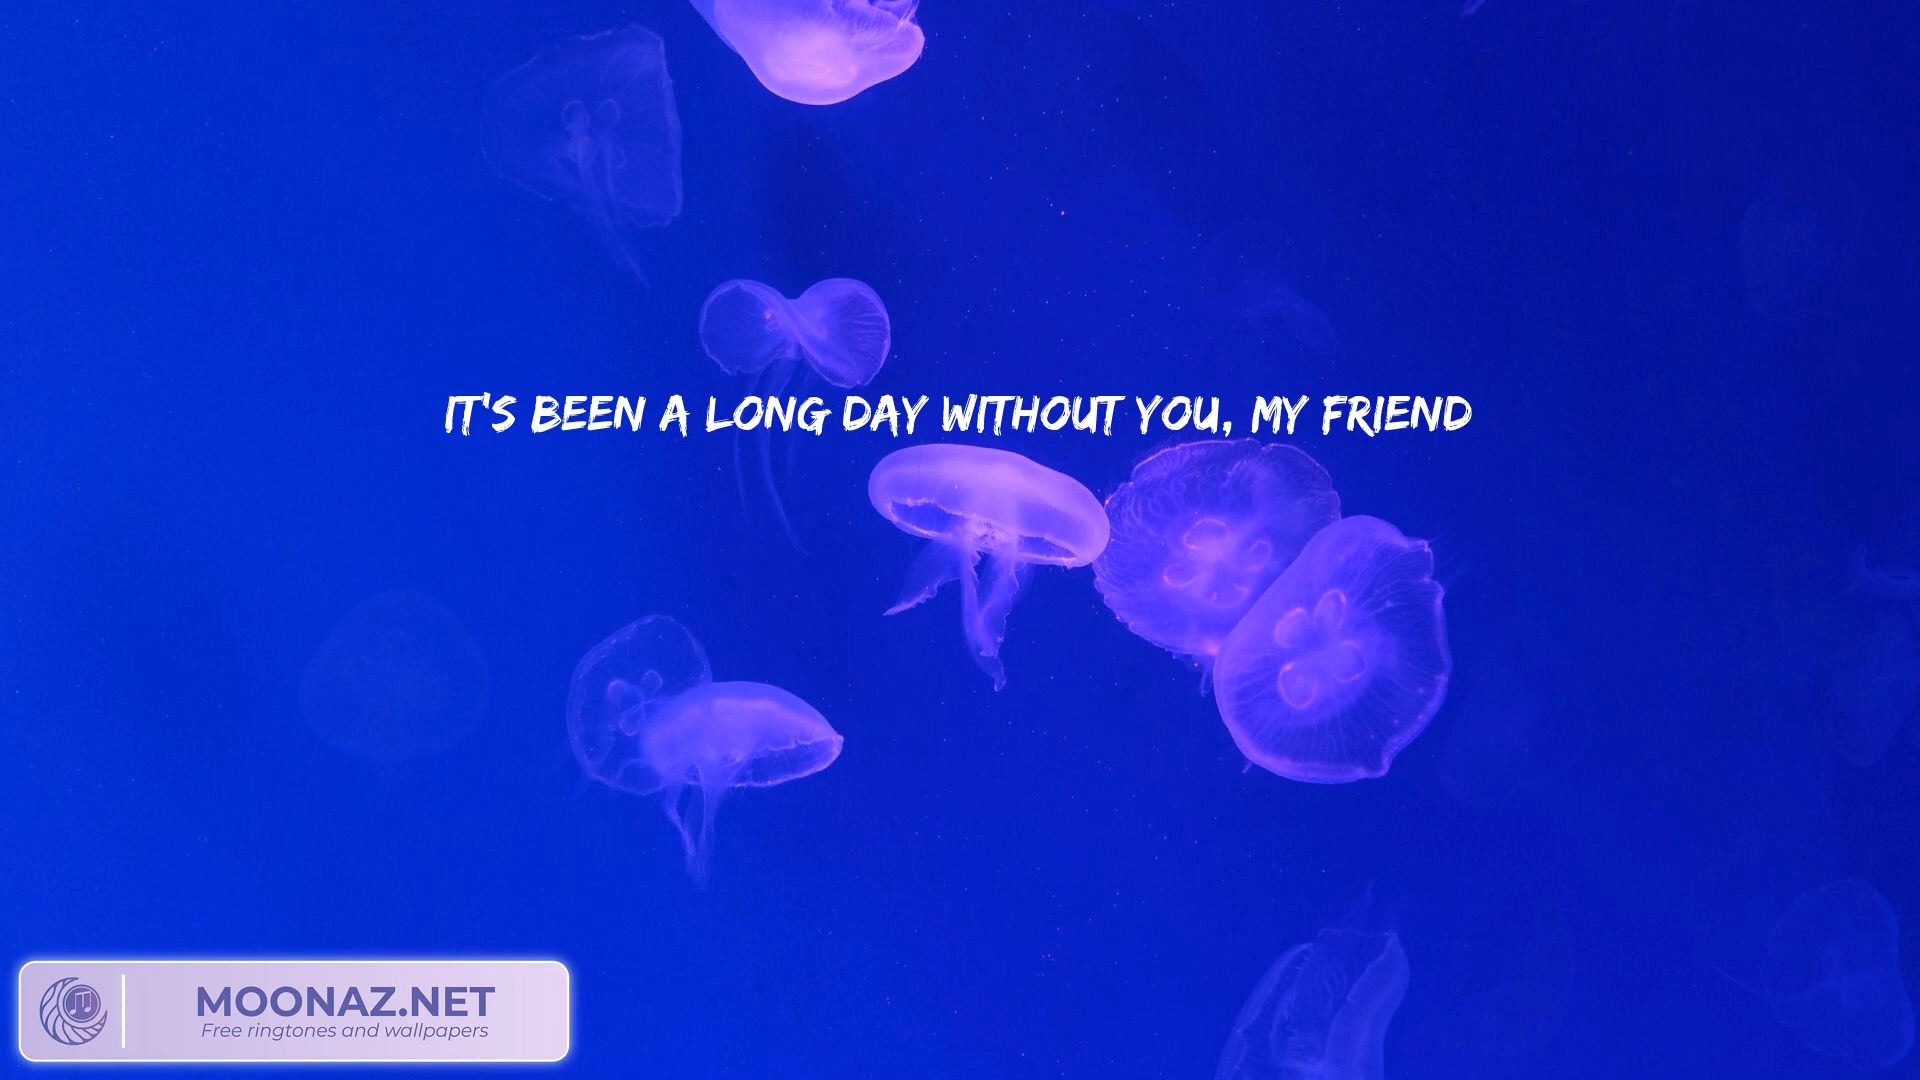 IT'S BEEN A LONG DAY WITHOUT YOU, MY FRIEND
MOONAZ.NET
Free ringtones and wallpapers